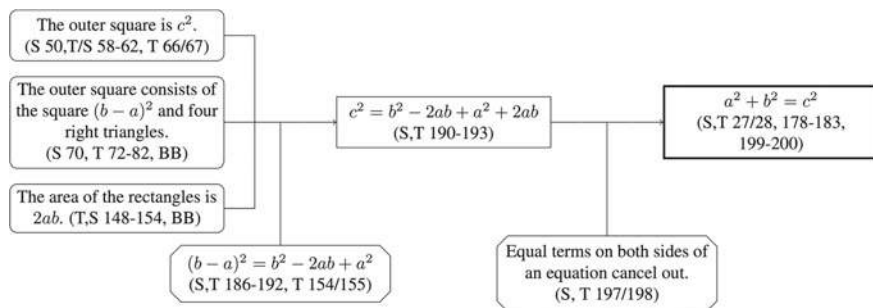 The outer square is c².
(S 50,T/S 58-62, T 66/67)
The outer square consists of
the square (b − a)² and four
right triangles.
(S 70, T 72-82, BB)
The area of the rectangles is
2ab. (T,S 148-154, BB)
(b − a)² = b² − 2ab + a²
(S,T 186-192, T 154/155)
c² = b² − 2ab + a² + 2ab
(S,T 190-193)
Equal terms on both sides of
an equation cancel out.
(S, T 197/198)
a² + b² = c²
(S,T 27/28, 178-183,
199-200)